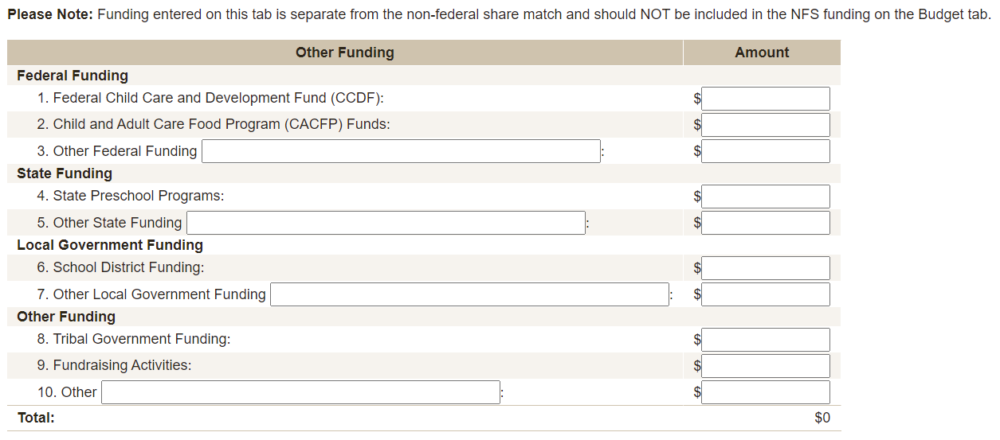 Please Note: Funding entered on this tab is separate from the non-federal share match and should NOT be included in the NFS funding on the Budget tab.
Other Funding Amount
Federal Funding
1. Federal Child Care and Development Fund (CCDF): $
2. Child and Adult Care Food Program (CACFP) Funds: $
3. Other Federal Funding : $
State Funding
4. State Preschool Programs: $
5. Other State Funding : $
Local Government Funding
6. School District Funding: $
7. Other Local Government Funding : $
Other Funding
8. Tribal Government Funding: $
9. Fundraising Activities: $
10. Other : $
Total: $0